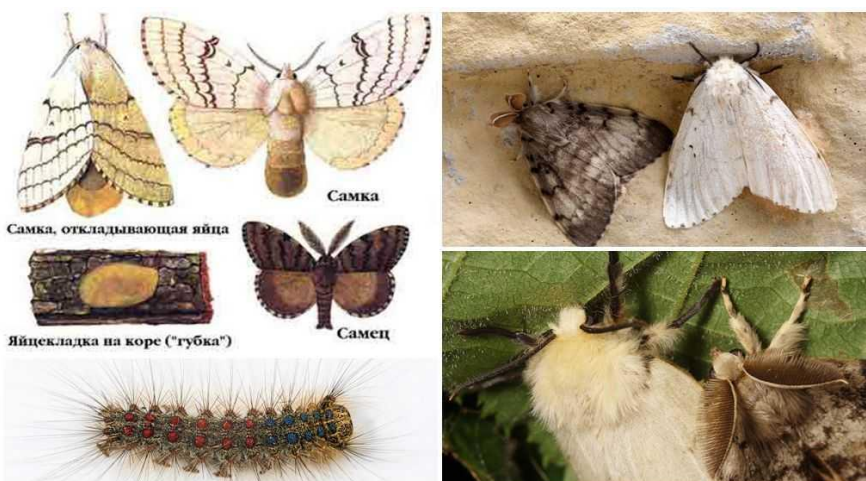 Самка
Самка, откладывающая яйца
Самец
Яйцекладка на коре ("губка")